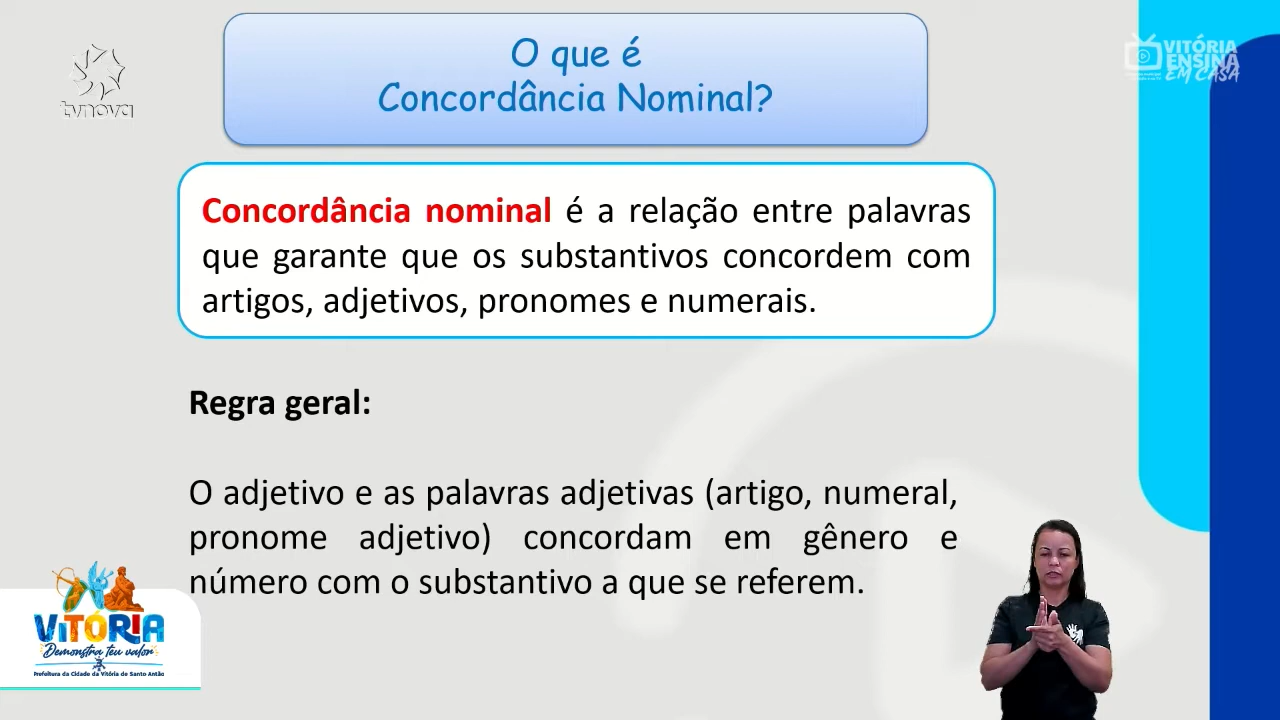 O que é
Concordância Nominal?
tvnova
VITÓRIA
ENSINA
EM CASA
Concordância nominal é a relação entre palavras
que garante que os substantivos concordem com
artigos, adjetivos, pronomes e numerais.
Regra geral:
O adjetivo e as palavras adjetivas (artigo, numeral,
pronome adjetivo) concordam em gênero e
número com o substantivo a que se referem.
VITÓRIA
Demonstra teu valor
Prefeitura da Cidade da Vitória de Santo Antão